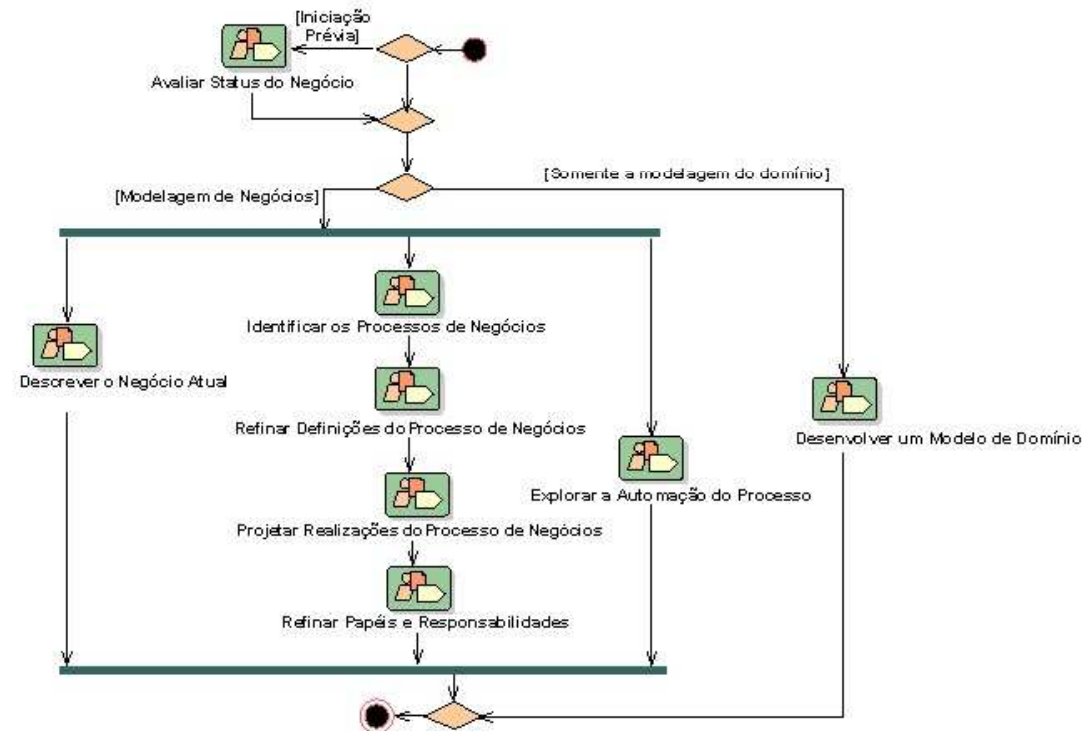 [Iniciação
Prévia]
Avaliar Status do Negócio
[Somente a modelagem do domínio]
[Modelagem de Negócios]
Identificar os Processos de Negócios
Descrever o Negócio Atual
Refinar Definições do Processo de Negócios
Desenvolver um Modelo de Domínio
Explorar a Automação do Processo
Projetar Realizações do Processo de Negócios
Refinar Papéis e Responsabilidades